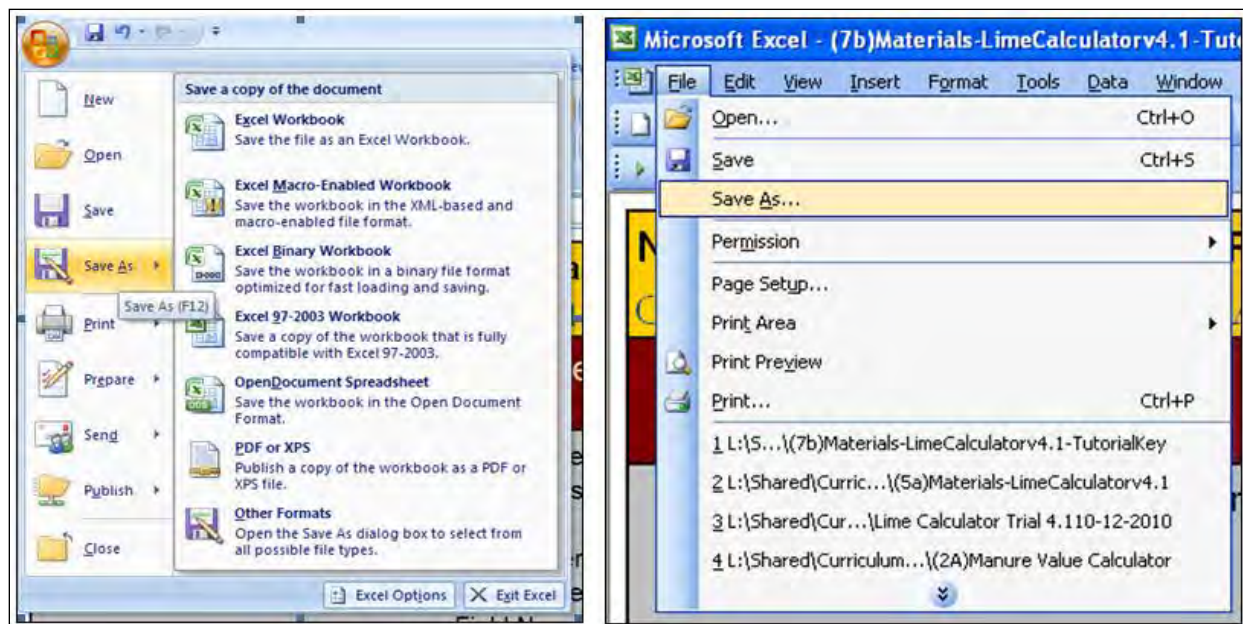 New
Open
Save
Save As
Save As (F12)
Print
Prepare
Send
Publish
Close
Save a copy of the document
Excel Workbook
Save the file as an Excel Workbook.
Excel Macro-Enabled Workbook
Save the workbook in the XML-based and
macro-enabled file format.
Excel Binary Workbook
Save the workbook in a binary file format
optimized for fast loading and saving.
Excel 97-2003 Workbook
Save a copy of the workbook that is fully
compatible with Excel 97-2003.
OpenDocument Spreadsheet
Save the workbook in the Open Document
Format.
PDF or XPS
Publish a copy of the workbook as a PDF or
XPS file.
Other Formats
Open the Save As dialog box to select from
all possible file types.
Excel Options
Exit Excel
Microsoft Excel - (7b)Materials-LimeCalculatorv4.1-Tut
File Edit View Insert Format Tools Data Window
Open... Ctrl+O
Save Ctrl+S
Save As...
Permission
Page Setup...
Print Area
Print Preview
Print... Ctrl+P
1 L:\S...\(7b)Materials-LimeCalculatorv4.1-TutorialKey
2 L:\Shared\Curric...\(5a)Materials-LimeCalculatorv4.1
3 L:\Shared\Cur...\Lime Calculator Trial 4.110-12-2010
4 L:\Shared\Curriculum...\(2A)Manure Value Calculator